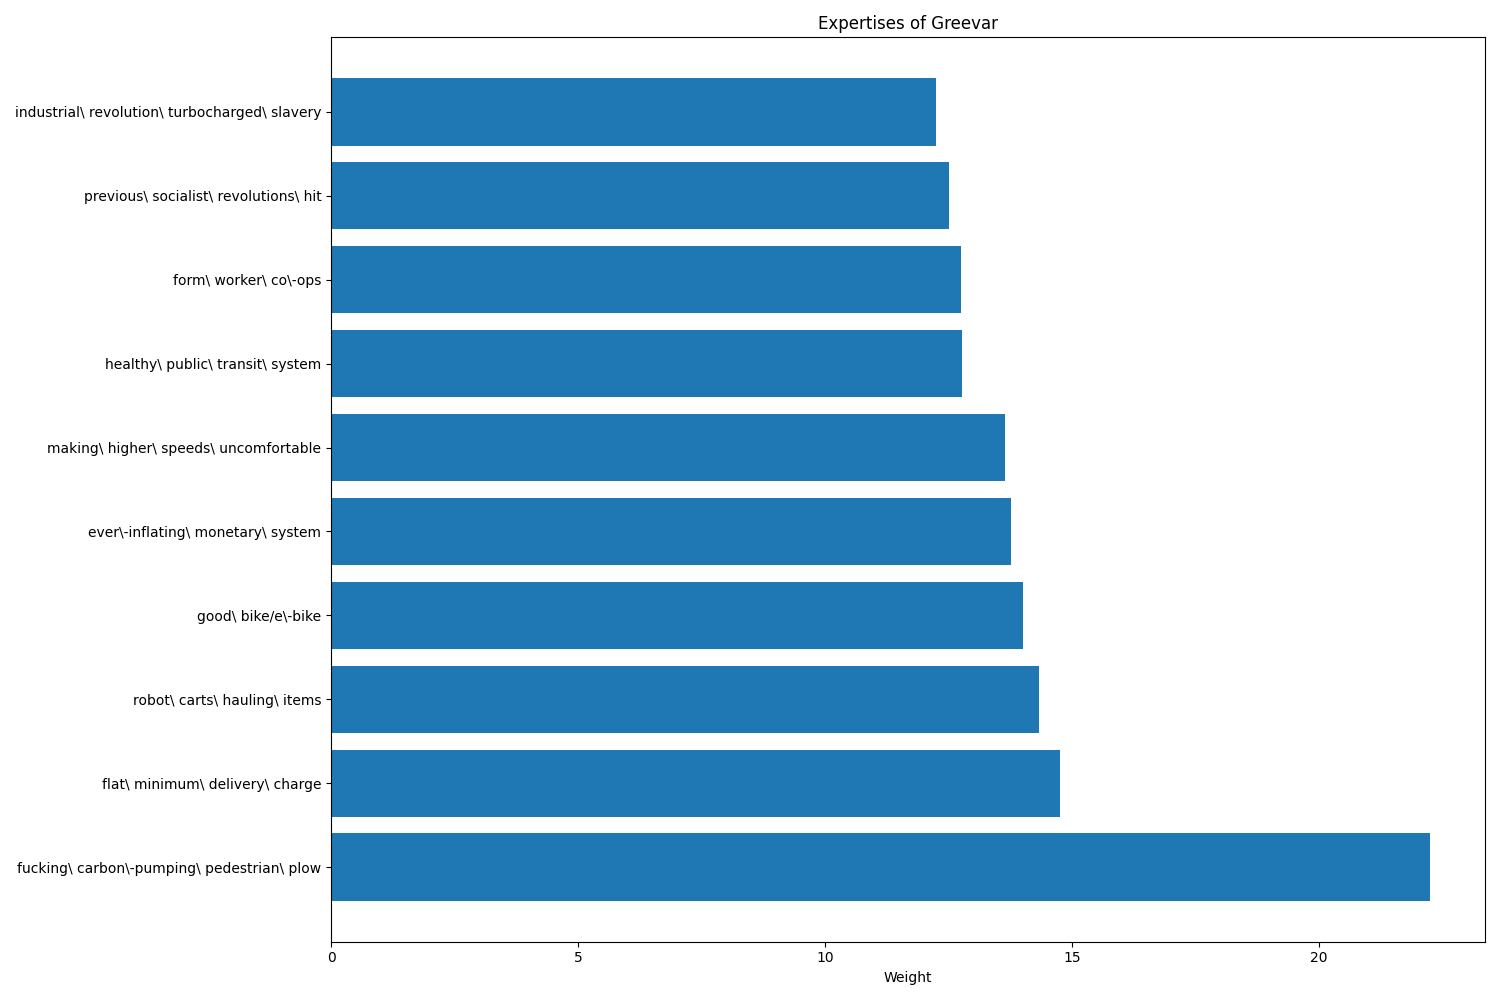 Expertises of Greevar
industrial\ revolution\ turbocharged\ slavery
previous\ socialist\ revolutions\ hit
form\ worker\ co\-ops
healthy\ public\ transit\ system
making\ higher\ speeds\ uncomfortable
ever\-inflating\ monetary\ system
good\ bike/e\-bike
robot\ carts\ hauling\ items
flat\ minimum\ delivery\ charge
fucking\ carbon\-pumping\ pedestrian\ plow
0 5 10 15 20
Weight